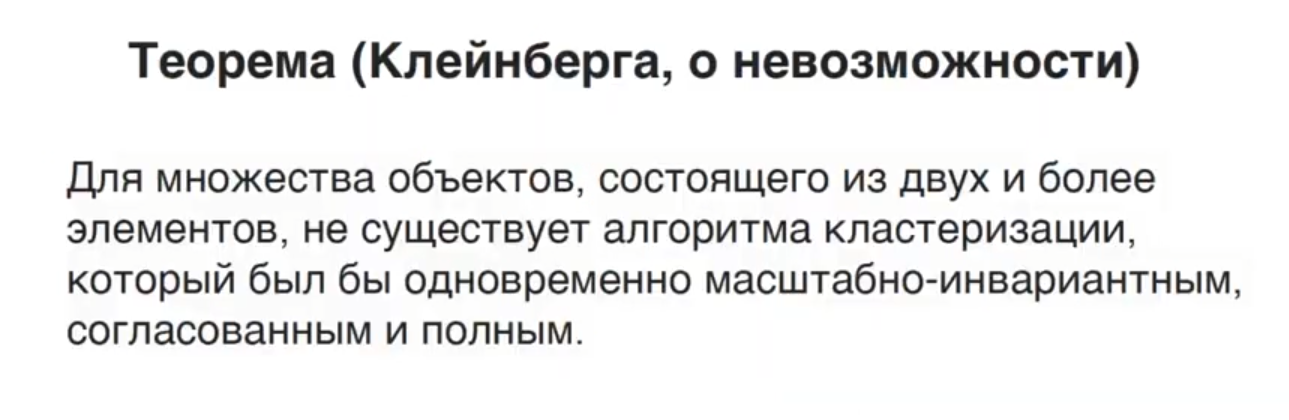 Теорема (Клейнберга, о невозможности)
Для множества объектов, состоящего из двух и более
элементов, не существует алгоритма кластеризации,
который был бы одновременно масштабно-инвариантным,
согласованным и полным.